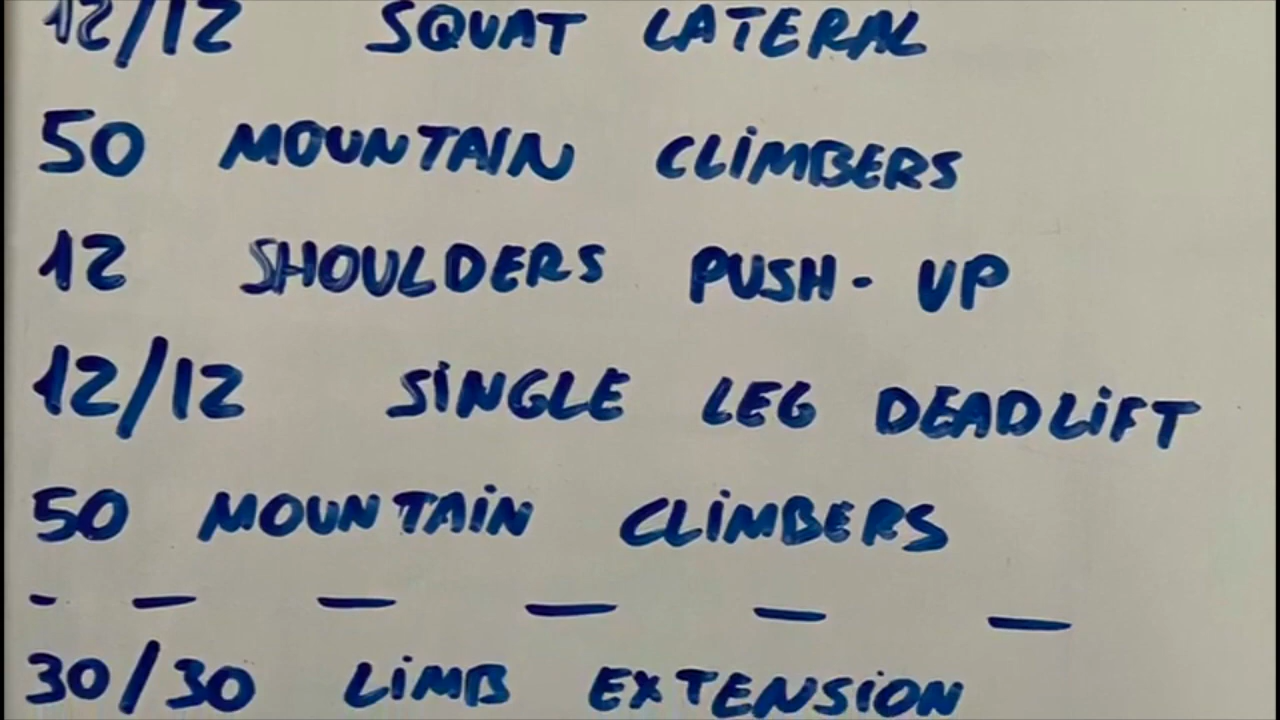 12/12 SQUAT LATERAL
50 MOUNTAIN CLIMBERS
12 SHOULDERS PUSH-UP
12/12 SINGLE LEG DEADLIFT
50 MOUNTAIN CLIMBERS
- - - - - -
30/30 LIMB EXTENSION